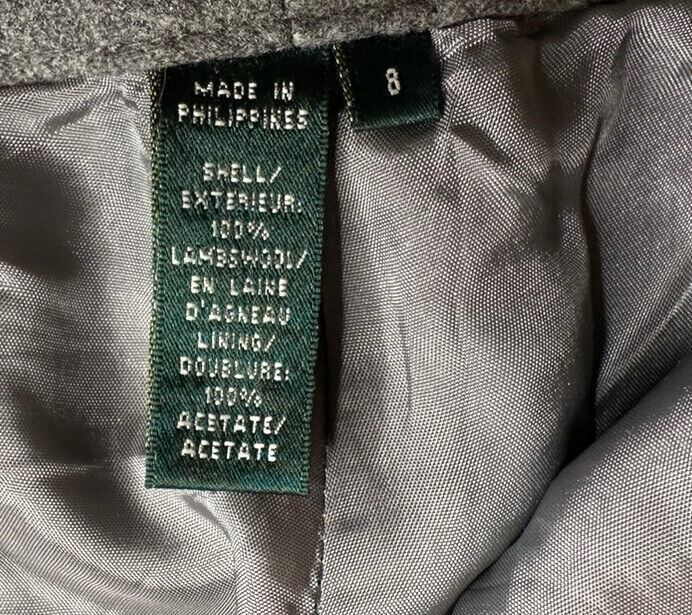 MADE IN
PHILIPPINES
SHELL/
EXTERIEUR:
100%
LAMBSWOOL/
EN LAINE
D'AGNEAU
LINING/
DOUBLURE:
100%
ACETATE/
ACETATE
8